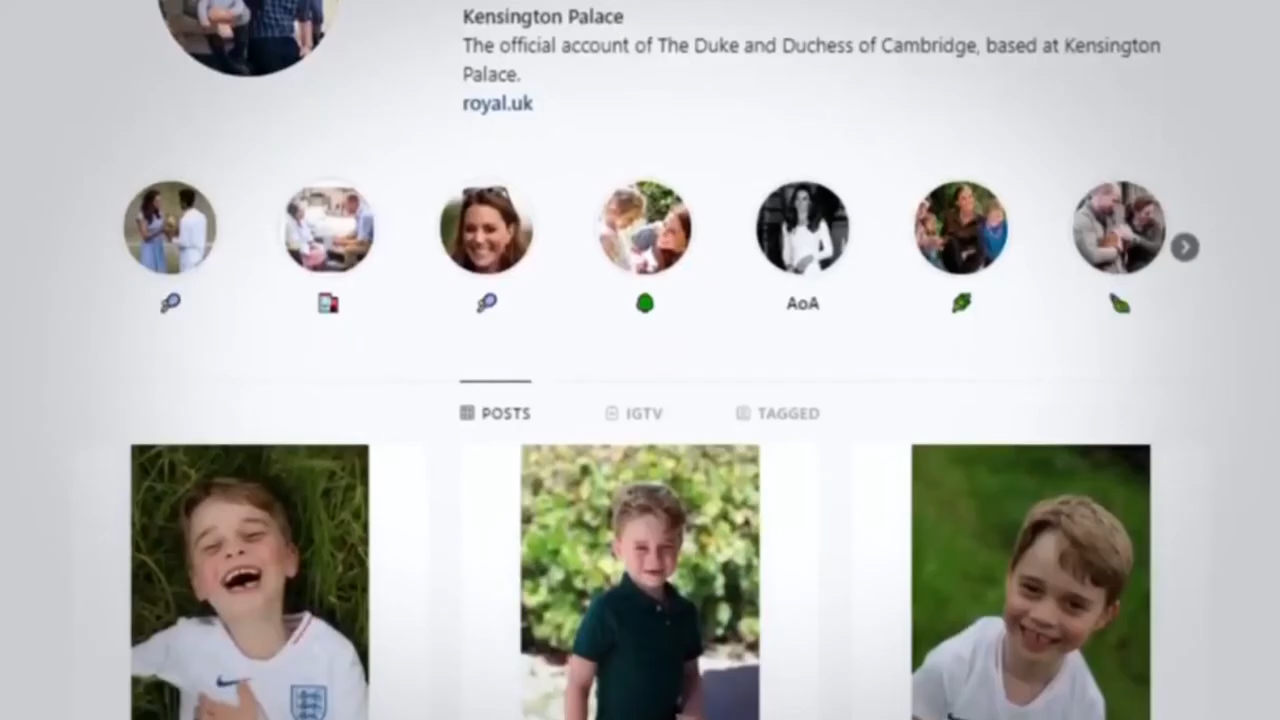 Kensington Palace
The official account of The Duke and Duchess of Cambridge, based at Kensington
Palace.
royal.uk
AoA
POSTS IGTV TAGGED